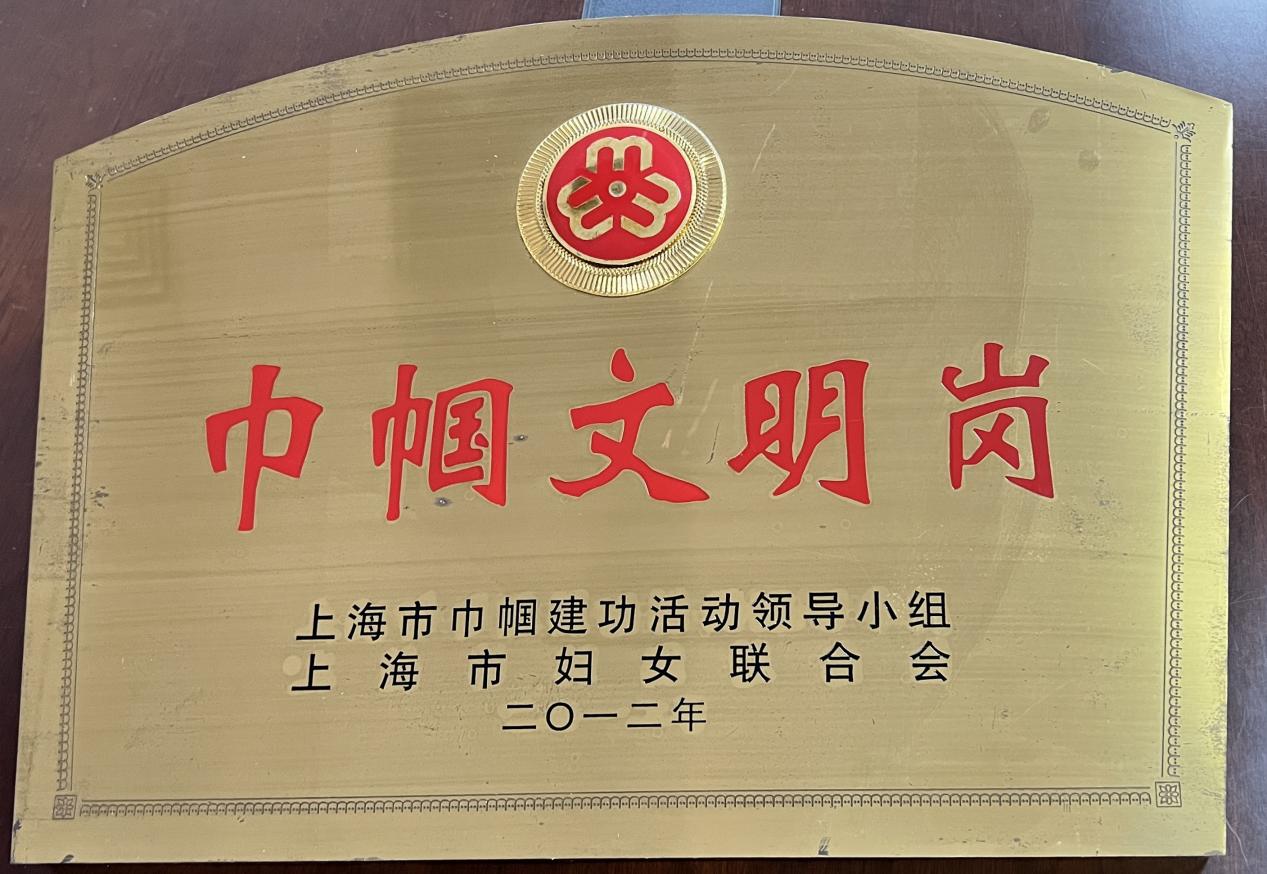 巾帼文明岗
上海市巾帼建功活动领导小组
上海市妇女联合会
二〇一二年